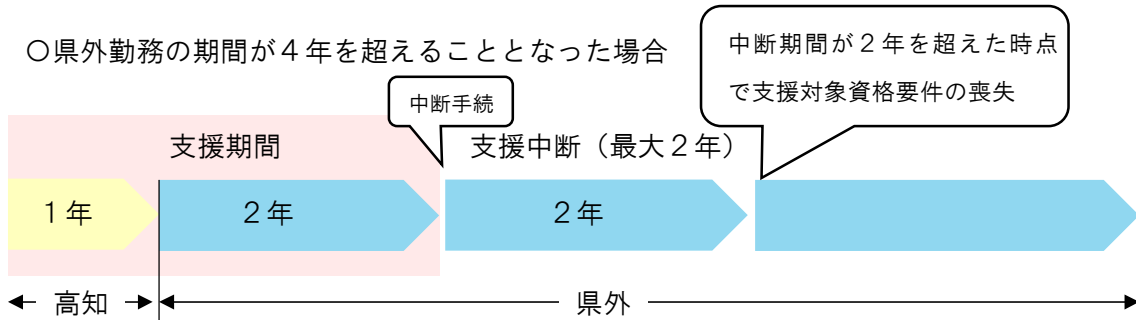 〇県外勤務の期間が４年を超えることとなった場合
中断期間が２年を超えた時点
で支援対象資格要件の喪失
中断手続
支援期間
支援中断（最大２年）
１年
２年
２年
高知
県外